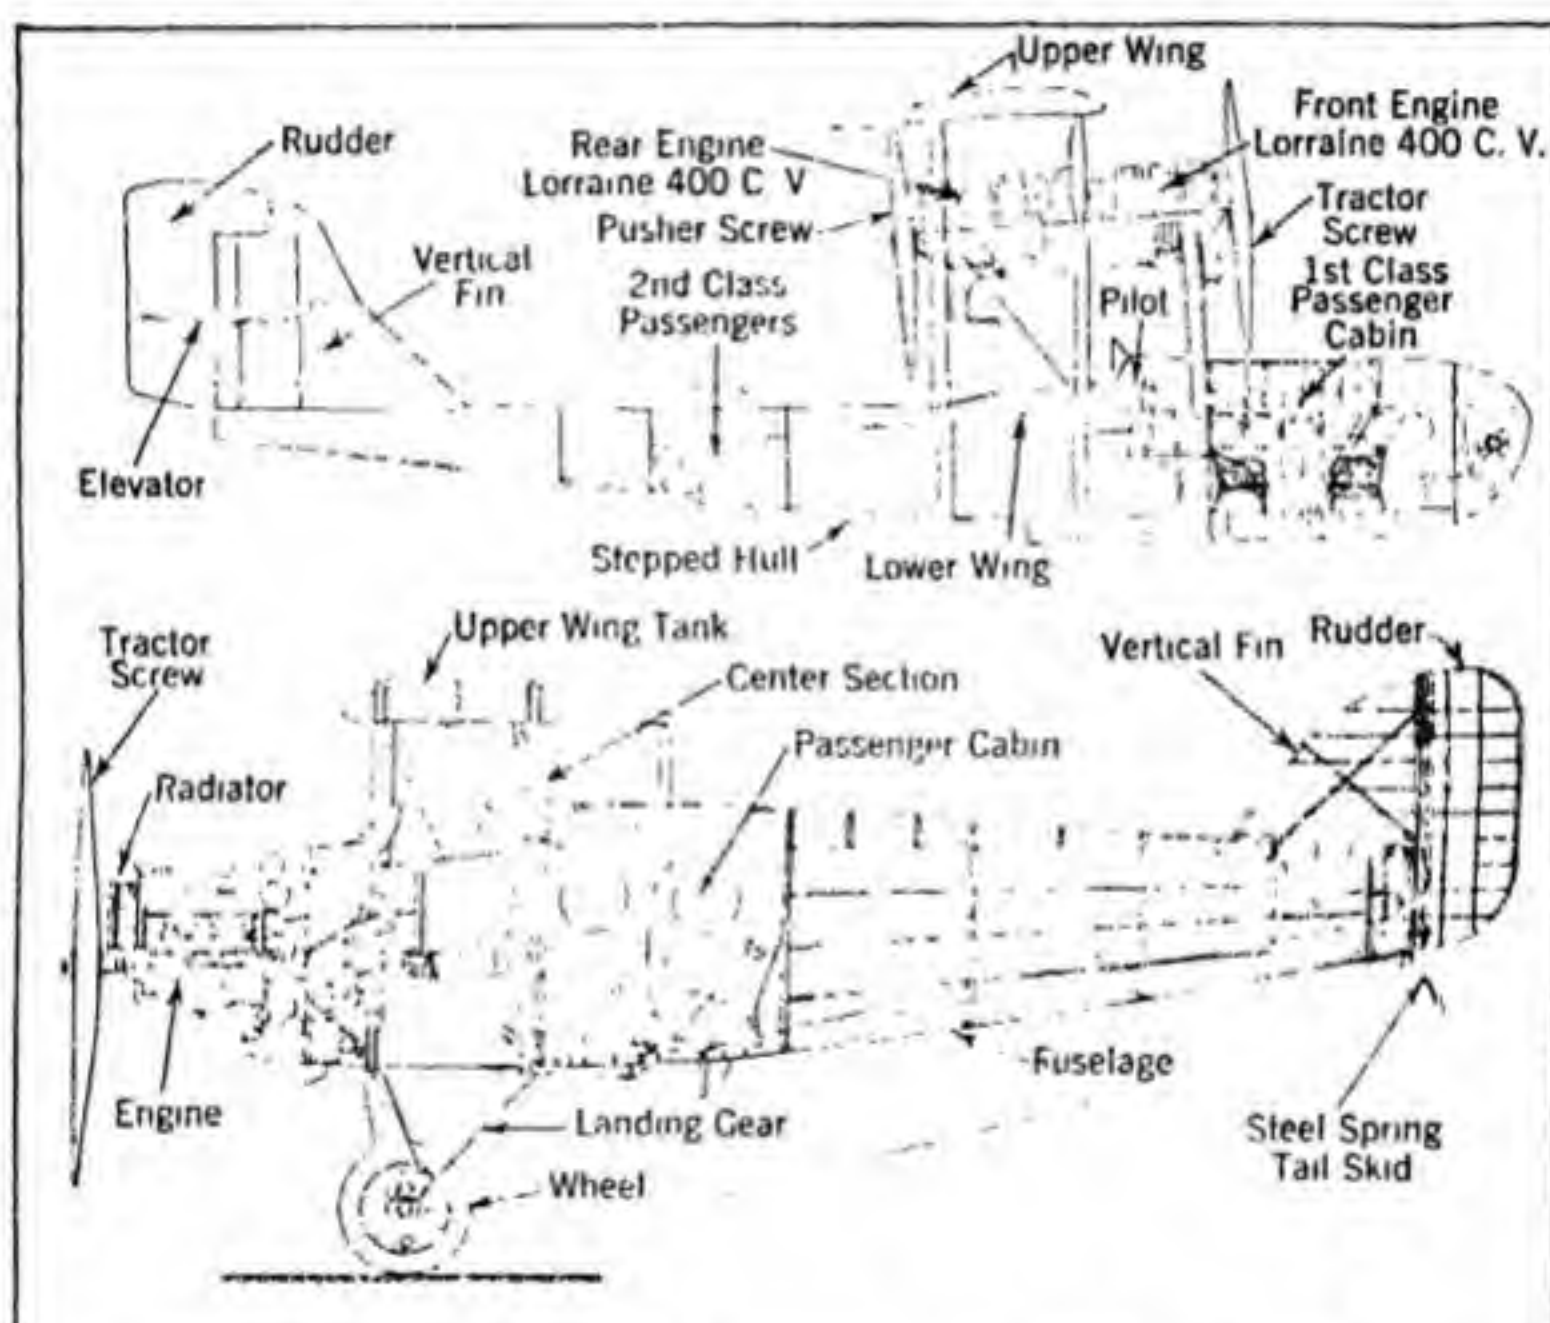 Upper Wing
Rudder
Rear Engine
Lorraine 400 C V
Front Engine
Lorraine 400 C. V.
Pusher Screw
Tractor
Screw
Vertical
Fin
2nd Class
Passengers
Pilot
1st Class
Passenger
Cabin
Elevator
Stepped Hull
Lower Wing
Tractor
Screw
Upper Wing Tank
Vertical Fin
Rudder
Center Section
Passenger Cabin
Radiator
Engine
Landing Gear
Fuselage
Wheel
Steel Spring
Tail Skid